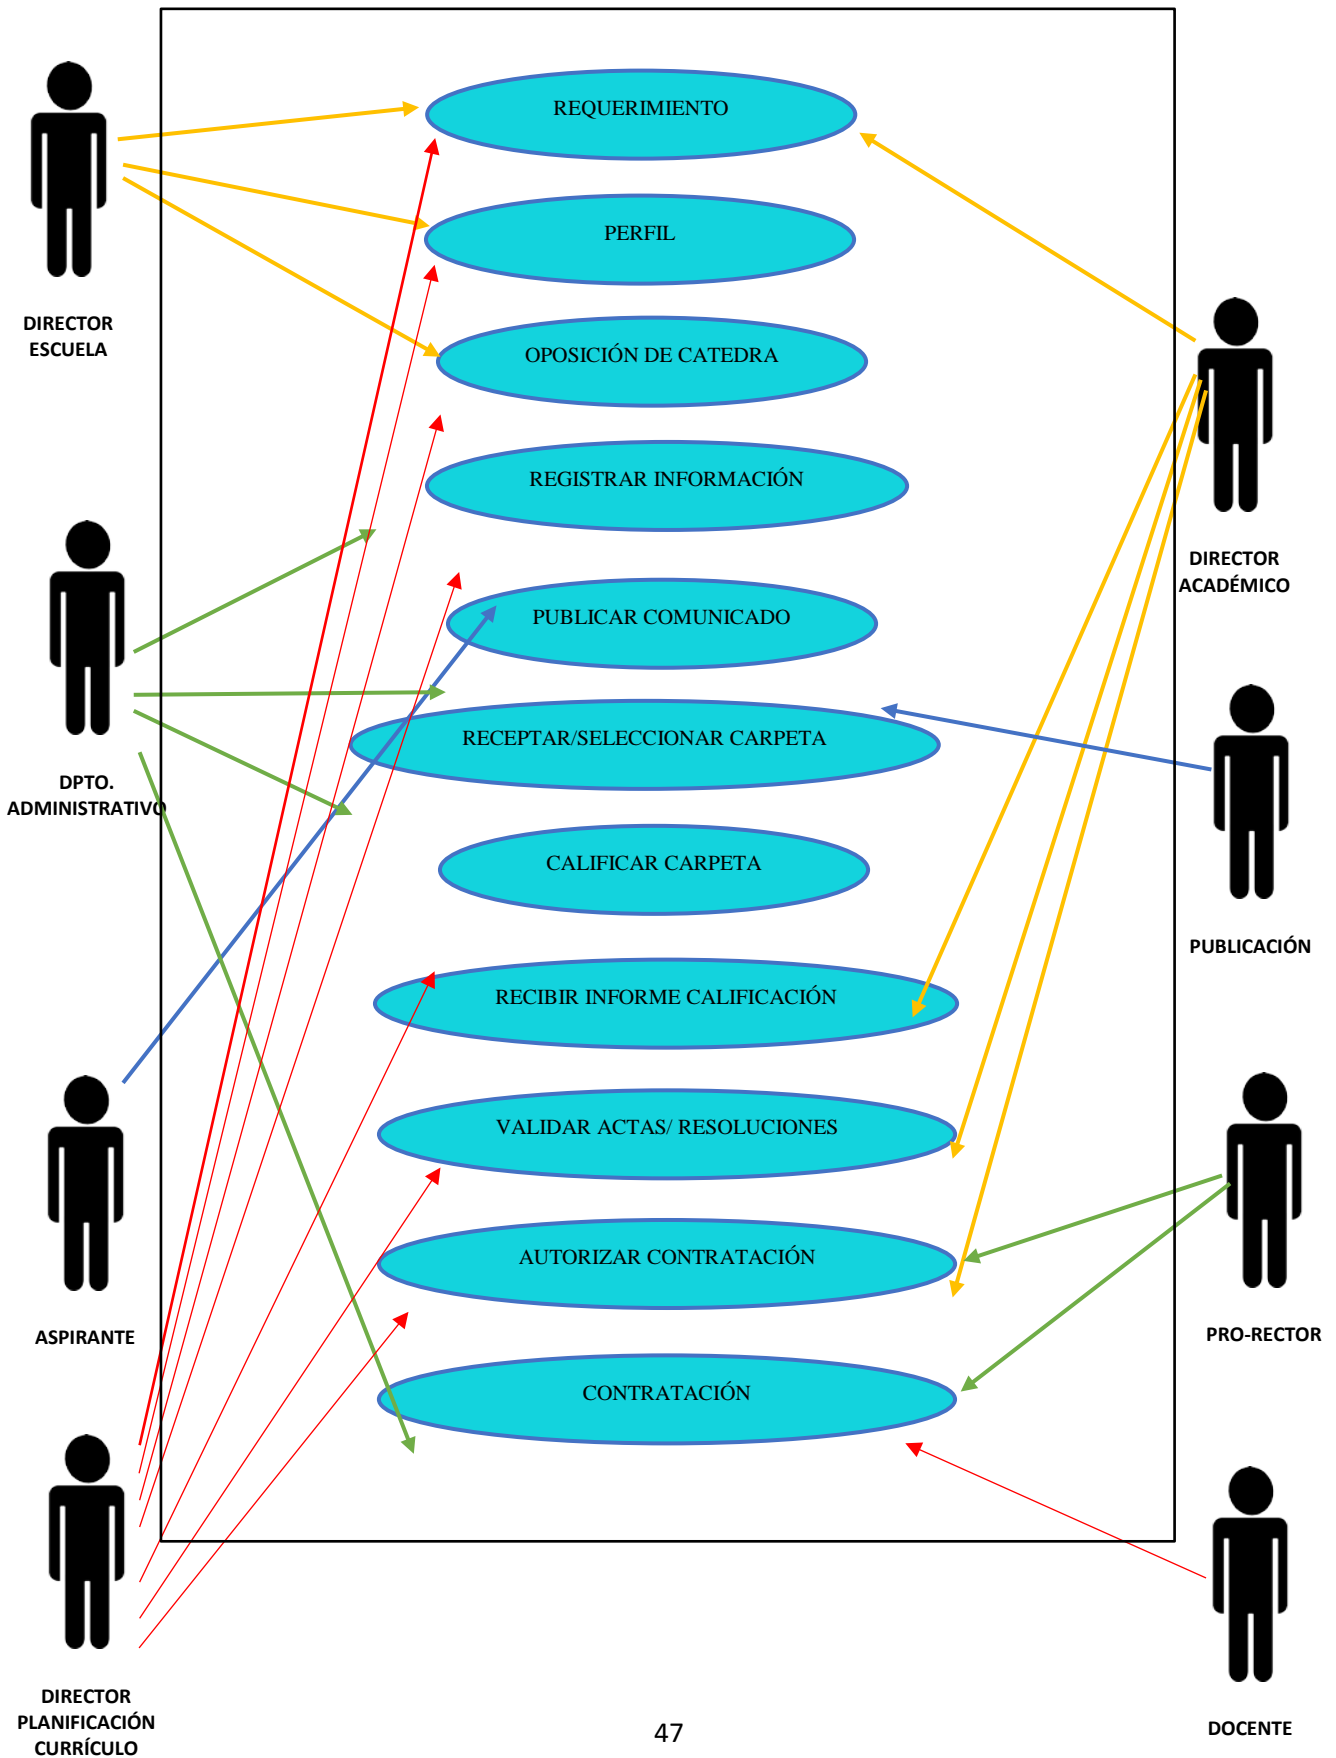 REQUERIMIENTO
PERFIL
DIRECTOR
ESCUELA
OPOSICIÓN DE CATEDRA
REGISTRAR INFORMACIÓN
DIRECTOR
ACADÉMICO
PUBLICAR COMUNICADO
RECEPTAR/SELECCIONAR CARPETA
DPTO.
ADMINISTRATIVO
CALIFICAR CARPETA
PUBLICACIÓN
RECIBIR INFORME CALIFICACIÓN
VALIDAR ACTAS/ RESOLUCIONES
AUTORIZAR CONTRATACIÓN
ASPIRANTE
PRO-RECTOR
CONTRATACIÓN
DIRECTOR
PLANIFICACIÓN
CURRÍCULO
DOCENTE
47